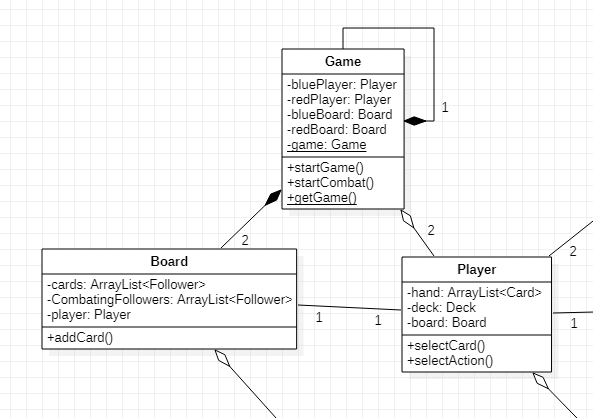 Game
-bluePlayer: Player
-redPlayer: Player
-blueBoard: Board
-redBoard: Board
-game: Game
+startGame()
+startCombat()
+getGame()
1
2
2
Board
-cards: ArrayList<Follower>
-CombatingFollowers: ArrayList<Follower>
-player: Player
+addCard()
1
1
Player
-hand: ArrayList<Card>
-deck: Deck
-board: Board
+selectCard()
+selectAction()
2
1